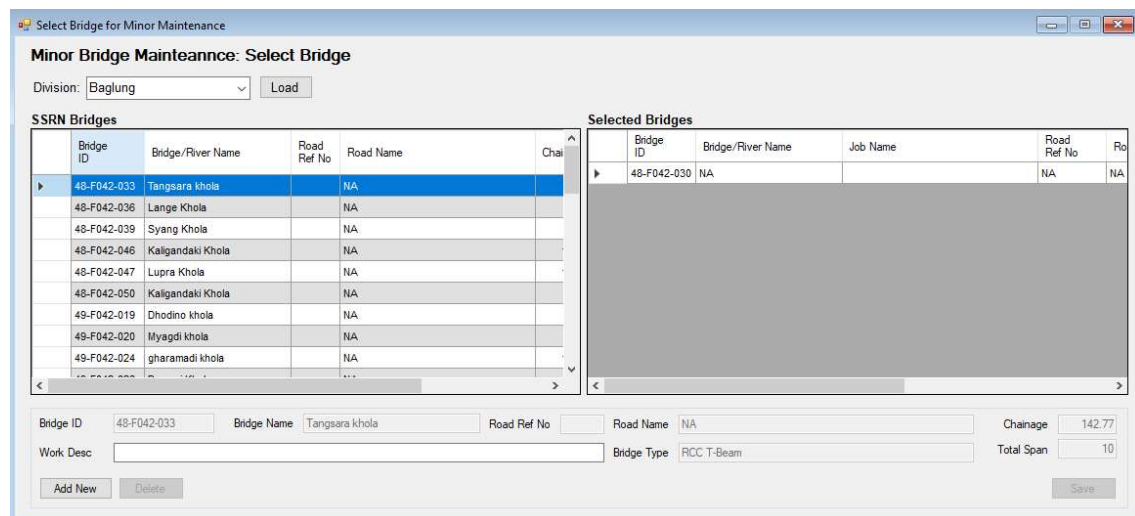 Select Bridge for Minor Maintenance
Minor Bridge Mainteannce: Select Bridge
Division: Baglung Load
SSRN Bridges
Bridge ID Bridge/River Name Road Ref No Road Name Chai
48-F042-033 Tangsara khola NA
48-F042-036 Lange Khola NA
48-F042-039 Syang Khola NA
48-F042-046 Kaligandaki Khola NA
48-F042-047 Lupra Khola NA
48-F042-050 Kaligandaki Khola NA
49-F042-019 Dhodino khola NA
49-F042-020 Myagdi khola NA
49-F042-024 gharamadi khola NA
Selected Bridges
Bridge ID Bridge/River Name Job Name Road Ref No Ro
48-F042-030 NA NA NA
Bridge ID 48-F042-033 Bridge Name Tangsara khola Road Ref No Road Name NA Chainage 142.77
Work Desc Bridge Type RCC T-Beam Total Span 10
Add New Delete Save